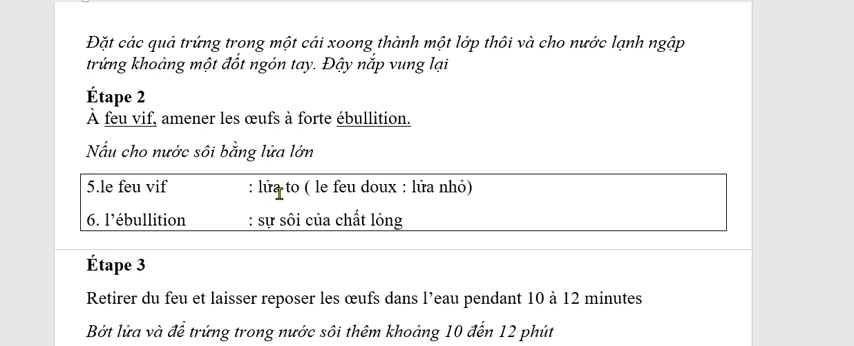 Đặt các quả trứng trong một cái xoong thành một lớp thôi và cho nước lạnh ngập
trứng khoảng một đốt ngón tay. Đậy nắp vung lại
Étape 2
À feu vif, amener les œufs à forte ébullition.
Nấu cho nước sôi bằng lửa lớn
5.le feu vif : lửa to ( le feu doux : lửa nhỏ)
6. l’ébullition : sự sôi của chất lỏng
Étape 3
Retirer du feu et laisser reposer les œufs dans l’eau pendant 10 à 12 minutes
Bớt lửa và để trứng trong nước sôi thêm khoảng 10 đến 12 phút